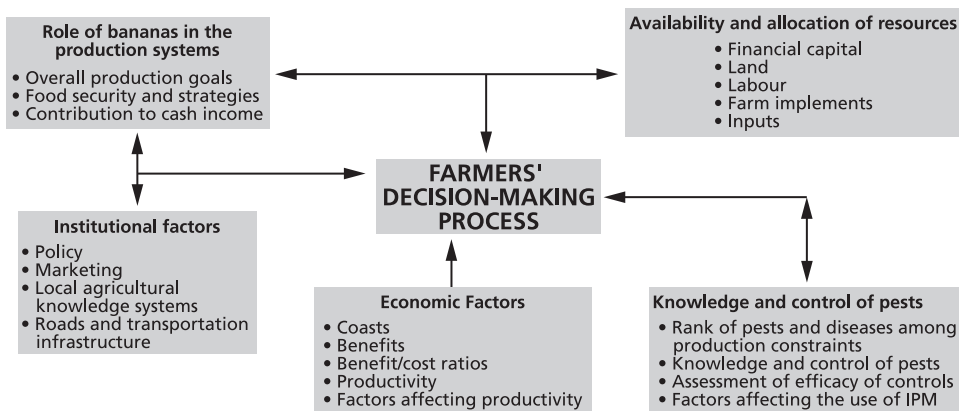 Role of bananas in the
production systems
• Overall production goals
• Food security and strategies
• Contribution to cash income
Availability and allocation of resources
• Financial capital
• Land
• Labour
• Farm implements
• Inputs
FARMERS'
DECISION-MAKING
PROCESS
Institutional factors
• Policy
• Marketing
• Local agricultural
knowledge systems
• Roads and transportation
infrastructure
Economic Factors
• Coasts
• Benefits
• Benefit/cost ratios
• Productivity
• Factors affecting productivity
Knowledge and control of pests
• Rank of pests and diseases among
production constraints
• Knowledge and control of pests
• Assessment of efficacy of controls
• Factors affecting the use of IPM